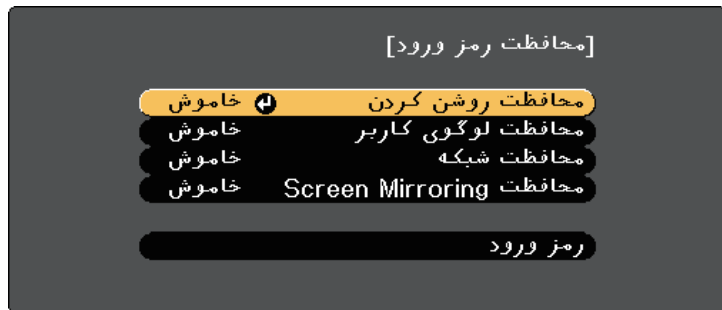 [محافظت رمز ورود]
محافظت روشن کردن خاموش
محافظت لوگوی کاربر خاموش
محافظت شبکه خاموش
محافظت Screen Mirroring خاموش
رمز ورود